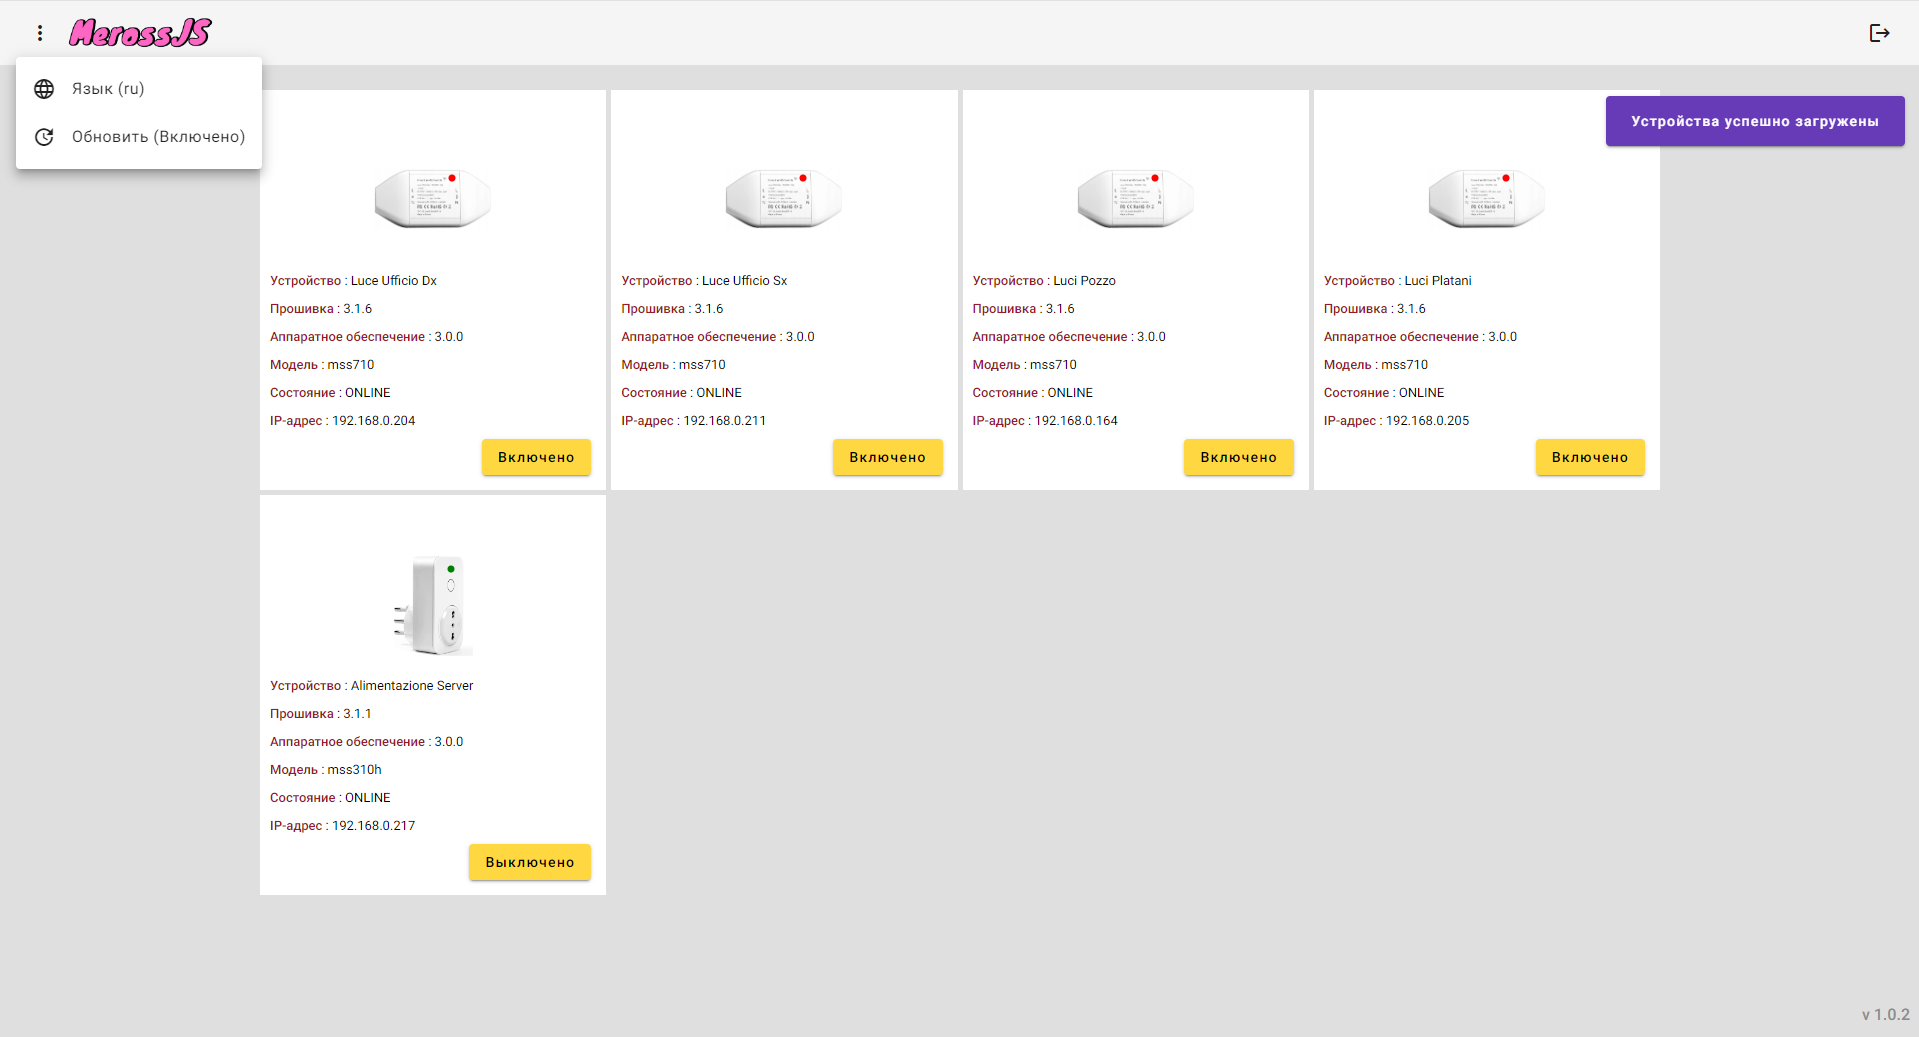 MerossJS
Язык (ru)
Обновить (Включено)
Устройства успешно загружены
Устройство : Luce Ufficio Dx
Прошивка : 3.1.6
Аппаратное обеспечение : 3.0.0
Модель : mss710
Состояние : ONLINE
IP-адрес : 192.168.0.204
Включено
Устройство : Luce Ufficio Sx
Прошивка : 3.1.6
Аппаратное обеспечение : 3.0.0
Модель : mss710
Состояние : ONLINE
IP-адрес : 192.168.0.211
Включено
Устройство : Luci Pozzo
Прошивка : 3.1.6
Аппаратное обеспечение : 3.0.0
Модель : mss710
Состояние : ONLINE
IP-адрес : 192.168.0.164
Включено
Устройство : Luci Platani
Прошивка : 3.1.6
Аппаратное обеспечение : 3.0.0
Модель : mss710
Состояние : ONLINE
IP-адрес : 192.168.0.205
Включено
Устройство : Alimentazione Server
Прошивка : 3.1.1
Аппаратное обеспечение : 3.0.0
Модель : mss310h
Состояние : ONLINE
IP-адрес : 192.168.0.217
Выключено
v 1.0.2